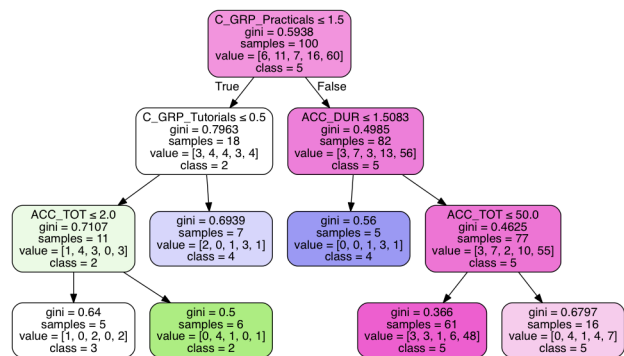 C_GRP_Practicals ≤ 1.5
gini = 0.5938
samples = 100
value = [6, 11, 7, 16, 60]
class = 5
True
False
C_GRP_Tutorials ≤ 0.5
gini = 0.7963
samples = 18
value = [3, 4, 4, 3, 4]
class = 2
ACC_DUR ≤ 1.5083
gini = 0.4985
samples = 82
value = [3, 7, 3, 13, 56]
class = 5
ACC_TOT ≤ 2.0
gini = 0.7107
samples = 11
value = [1, 4, 3, 0, 3]
class = 2
gini = 0.6939
samples = 7
value = [2, 0, 1, 3, 1]
class = 4
gini = 0.56
samples = 5
value = [0, 0, 1, 3, 1]
class = 4
ACC_TOT ≤ 50.0
gini = 0.4625
samples = 77
value = [3, 7, 2, 10, 55]
class = 5
gini = 0.64
samples = 5
value = [1, 0, 2, 0, 2]
class = 3
gini = 0.5
samples = 6
value = [0, 4, 1, 0, 1]
class = 2
gini = 0.366
samples = 61
value = [3, 3, 1, 6, 48]
class = 5
gini = 0.6797
samples = 16
value = [0, 4, 1, 4, 7]
class = 5